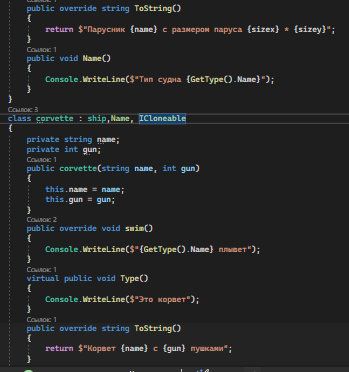 public override string ToString()
{
return $"Парусник {name} с размером паруса {sizex} * {sizey}";
}
Ссылок: 1
public void Name()
{
Console.WriteLine($"Тип судна {GetType().Name}");
}
}
Ссылок: 3
class corvette : ship,Name, ICloneable
{
private string name;
private int gun;
Ссылок: 1
public corvette(string name, int gun)
{
this.name = name;
this.gun = gun;
}
Ссылок: 2
public override void swim()
{
Console.WriteLine($"{GetType().Name} плывет");
}
Ссылок: 1
virtual public void Type()
{
Console.WriteLine($"Это корвет");
}
Ссылок: 1
public override string ToString()
{
return $"Корвет {name} с {gun} пушками";
}